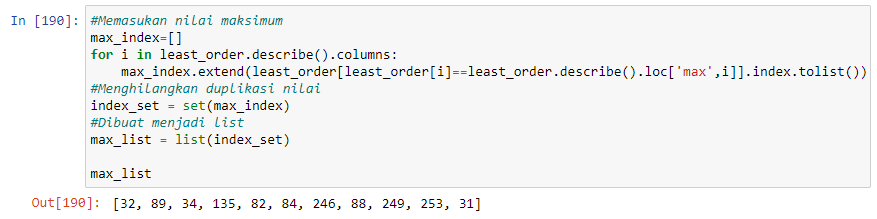 In [190]: #Memasukan nilai maksimum
max_index=[]
for i in least_order.describe().columns:
    max_index.extend(least_order[least_order[i]==least_order.describe().loc['max',i]].index.tolist())
#Menghilangkan duplikasi nilai
index_set = set(max_index)
#Dibuat menjadi list
max_list = list(index_set)

max_list
Out[190]: [32, 89, 34, 135, 82, 84, 246, 88, 249, 253, 31]